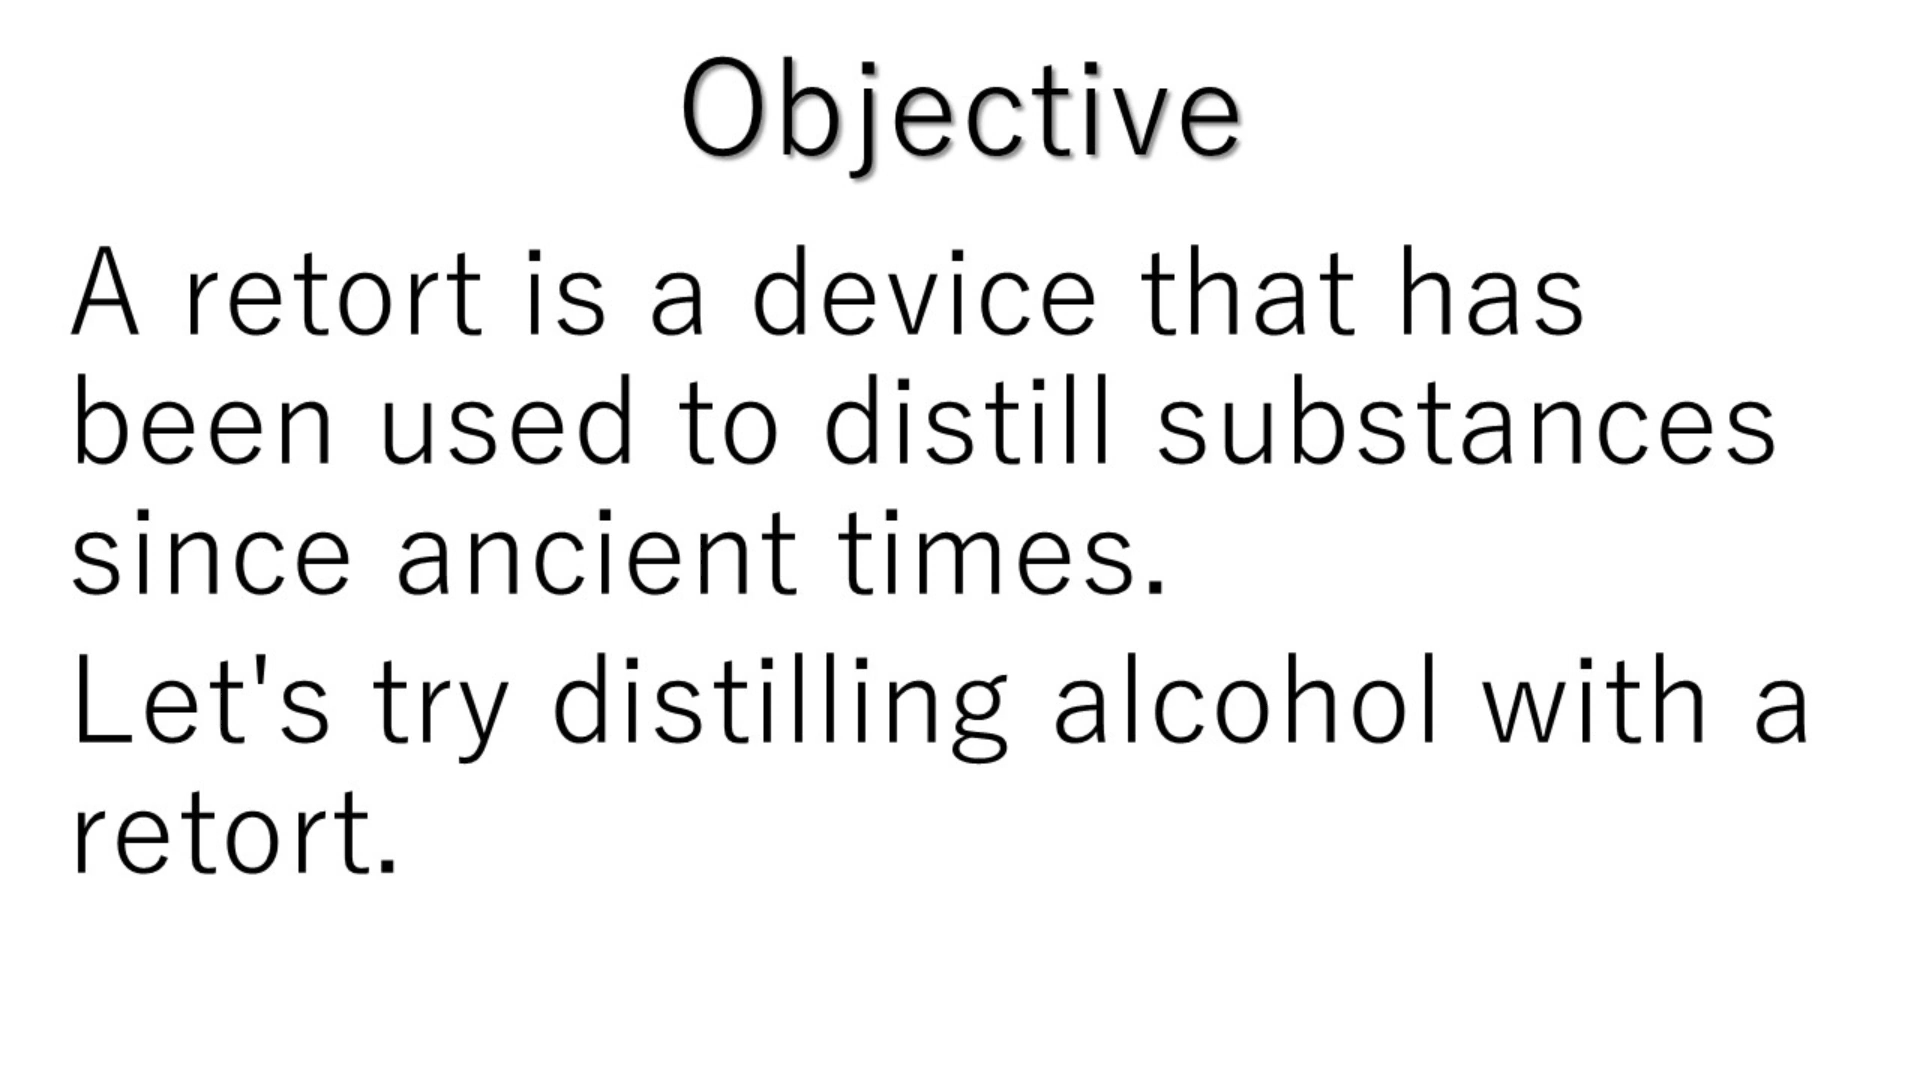 Objective
A retort is a device that has
been used to distill substances
since ancient times.
Let's try distilling alcohol with a
retort.